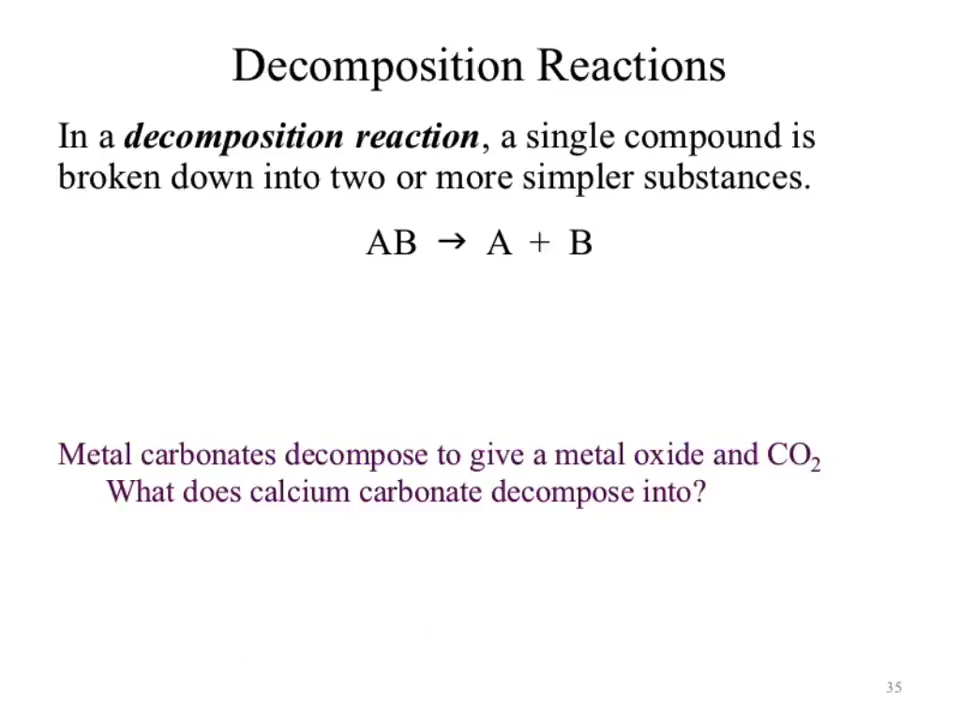 Decomposition Reactions
In a decomposition reaction, a single compound is
broken down into two or more simpler substances.
AB → A + B
Metal carbonates decompose to give a metal oxide and CO₂
What does calcium carbonate decompose into?
35